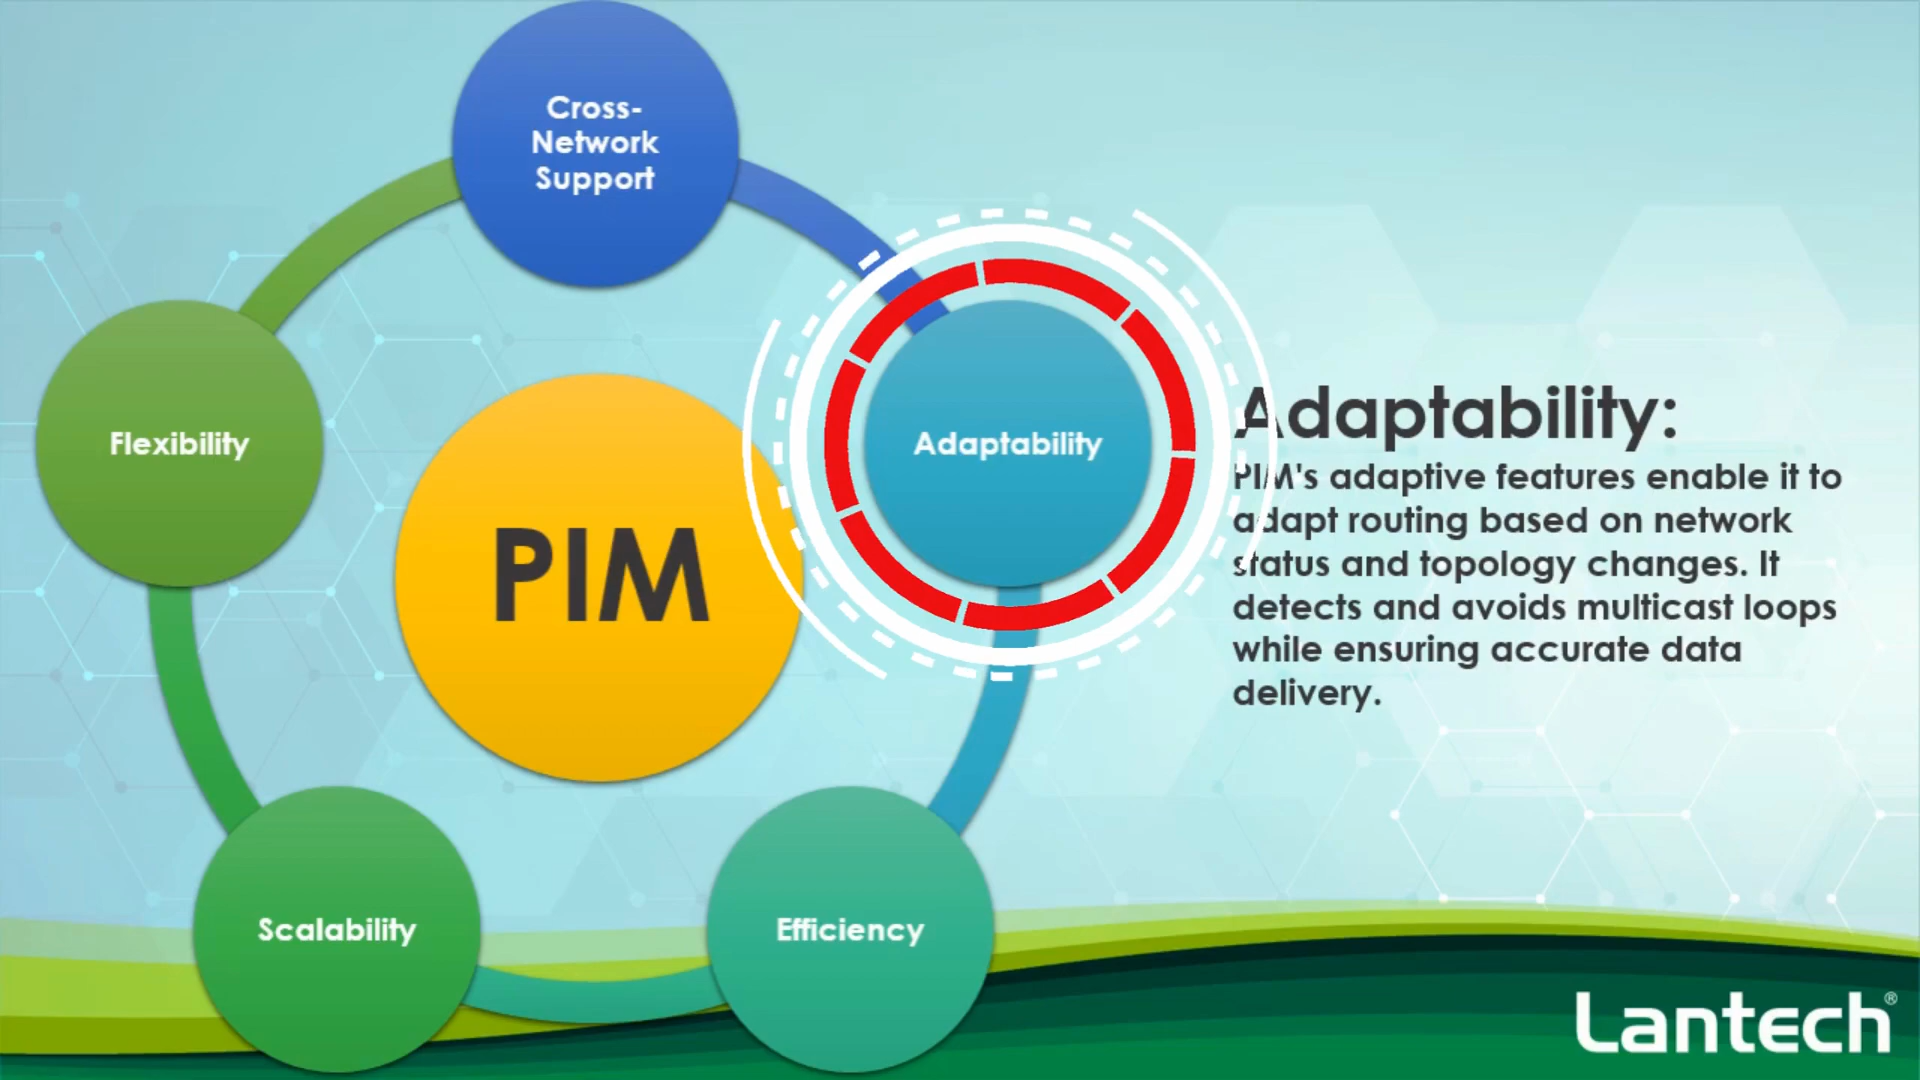 Cross-
Network
Support
Flexibility
Adaptability
PIM
Scalability
Efficiency
Adaptability:
PIM's adaptive features enable it to
adapt routing based on network
status and topology changes. It
detects and avoids multicast loops
while ensuring accurate data
delivery.
Lantech®